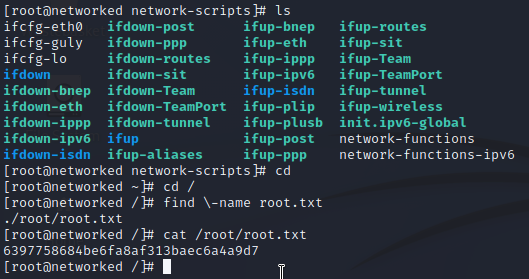 [root@networked network-scripts]# ls
ifcfg-eth0 ifdown-post ifup-bnep ifup-routes
ifcfg-guly ifdown-ppp ifup-eth ifup-sit
ifcfg-lo ifdown-routes ifup-ippp ifup-Team
ifdown ifdown-sit ifup-ipv6 ifup-TeamPort
ifdown-bnep ifdown-Team ifup-isdn ifup-tunnel
ifdown-eth ifdown-TeamPort ifup-plip ifup-wireless
ifdown-ippp ifdown-tunnel ifup-plusb init.ipv6-global
ifdown-ipv6 ifup ifup-post network-functions
ifdown-isdn ifup-aliases ifup-ppp network-functions-ipv6
[root@networked network-scripts]# cd
[root@networked ~]# cd /
[root@networked /]# find \-name root.txt
./root/root.txt
[root@networked /]# cat /root/root.txt
6397758684be6fa8af313baec6a4a9d7
[root@networked /]#